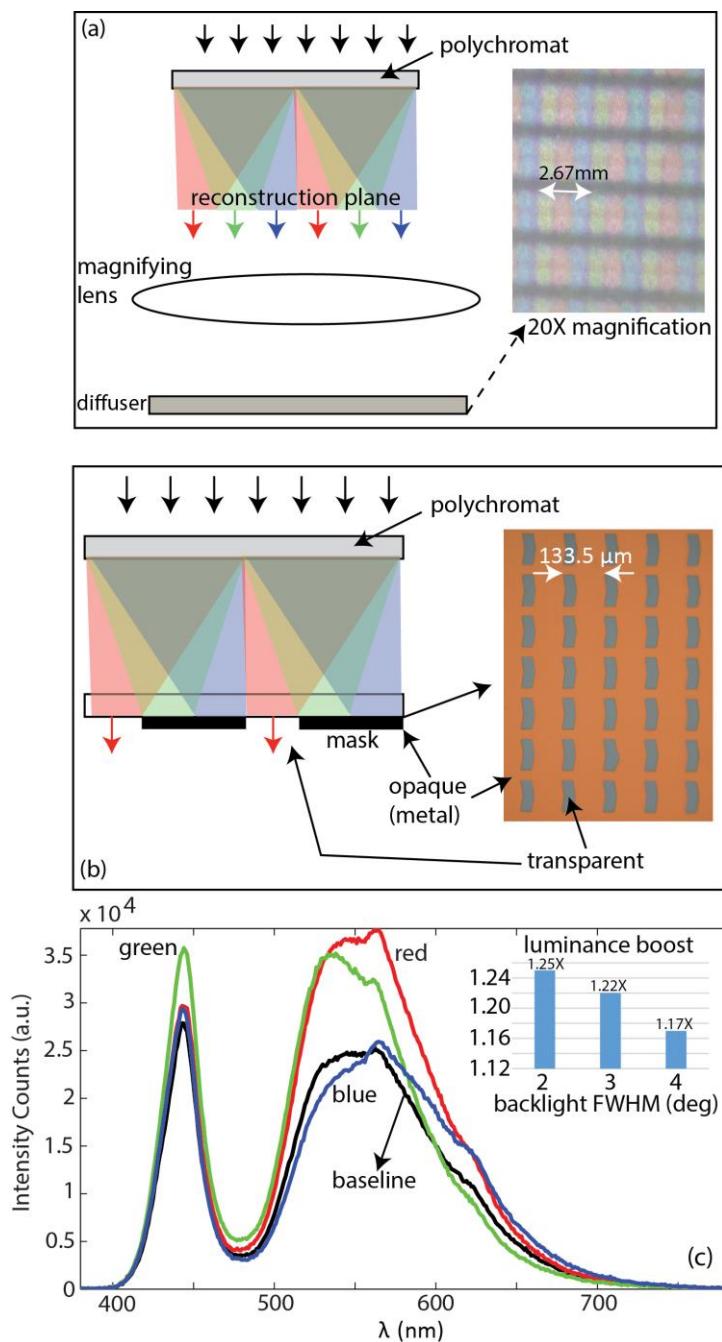 (a)
polychromat
reconstruction plane
2.67mm
magnifying
lens
20X magnification
diffuser
polychromat
133.5 µm
mask
opaque
(metal)
transparent
(b)
x 10⁴
green
red
blue
baseline
luminance boost
1.25X
1.22X
1.17X
1.24
1.20
1.16
1.12
2 3 4
backlight FWHM (deg)
3.5
3
2.5
2
1.5
1
0.5
0
Intensity Counts (a.u.)
(c)
400 500 600 700
λ (nm)